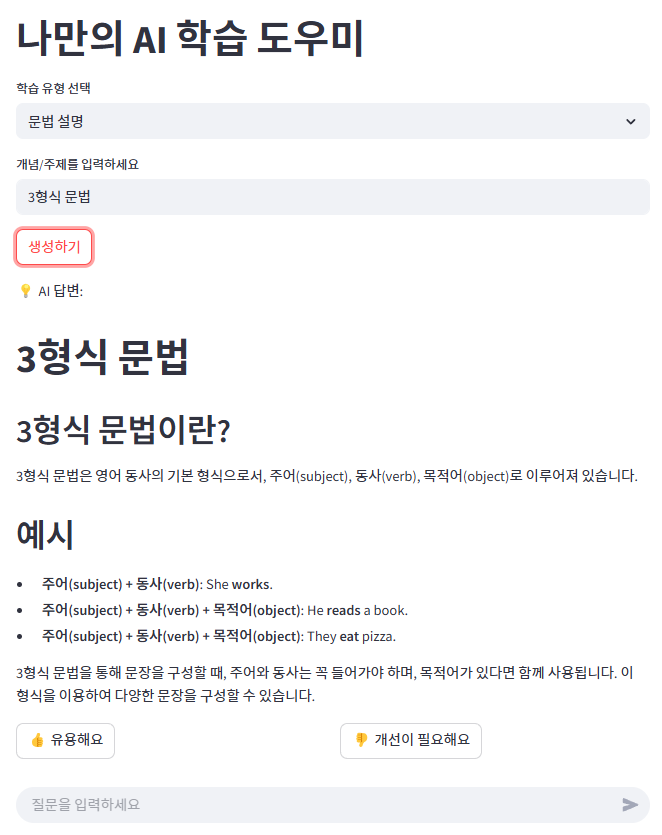 나만의 AI 학습 도우미
학습 유형 선택
문법 설명
개념/주제를 입력하세요
3형식 문법
생성하기
💡 AI 답변:
3형식 문법
3형식 문법이란?
3형식 문법은 영어 동사의 기본 형식으로서, 주어(subject), 동사(verb), 목적어(object)로 이루어져 있습니다.
예시
• 주어(subject) + 동사(verb): She works.
• 주어(subject) + 동사(verb) + 목적어(object): He reads a book.
• 주어(subject) + 동사(verb) + 목적어(object): They eat pizza.
3형식 문법을 통해 문장을 구성할 때, 주어와 동사는 꼭 들어가야 하며, 목적어가 있다면 함께 사용됩니다. 이
형식을 이용하여 다양한 문장을 구성할 수 있습니다.
👍 유용해요
👎 개선이 필요해요
질문을 입력하세요